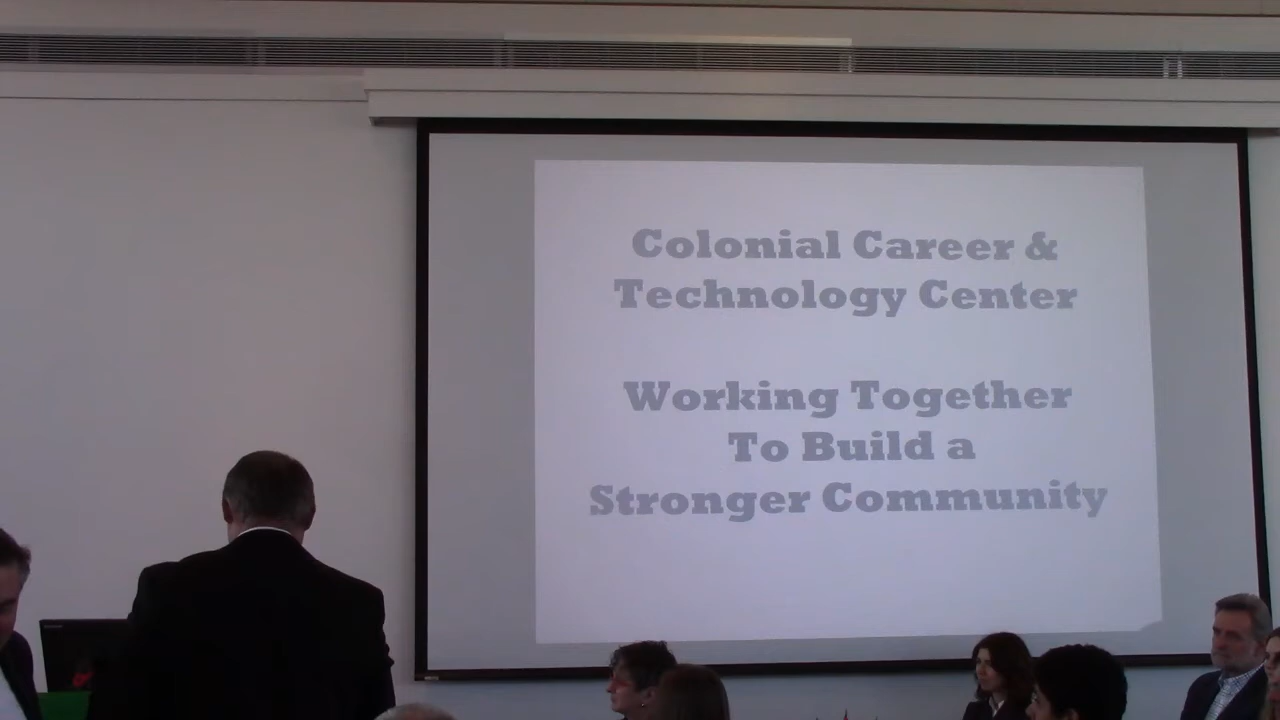 Colonial Career &
Technology Center
Working Together
To Build a
Stronger Community